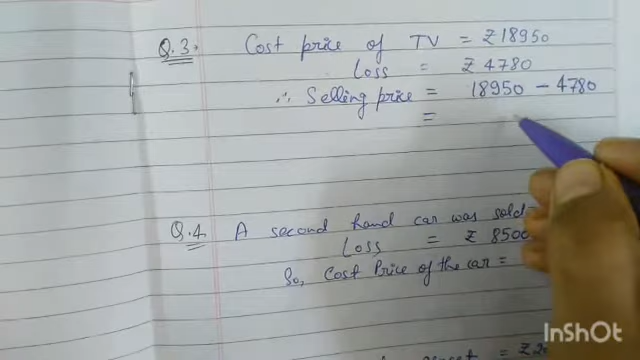 Q.3. Cost price of TV = ₹18950
Loss = ₹ 4780
∴ Selling price = 18950 - 4780
=
Q.4. A second hand car was sold
Loss = ₹ 8500
So, Cost Price of the car =
= ₹2
InShOt